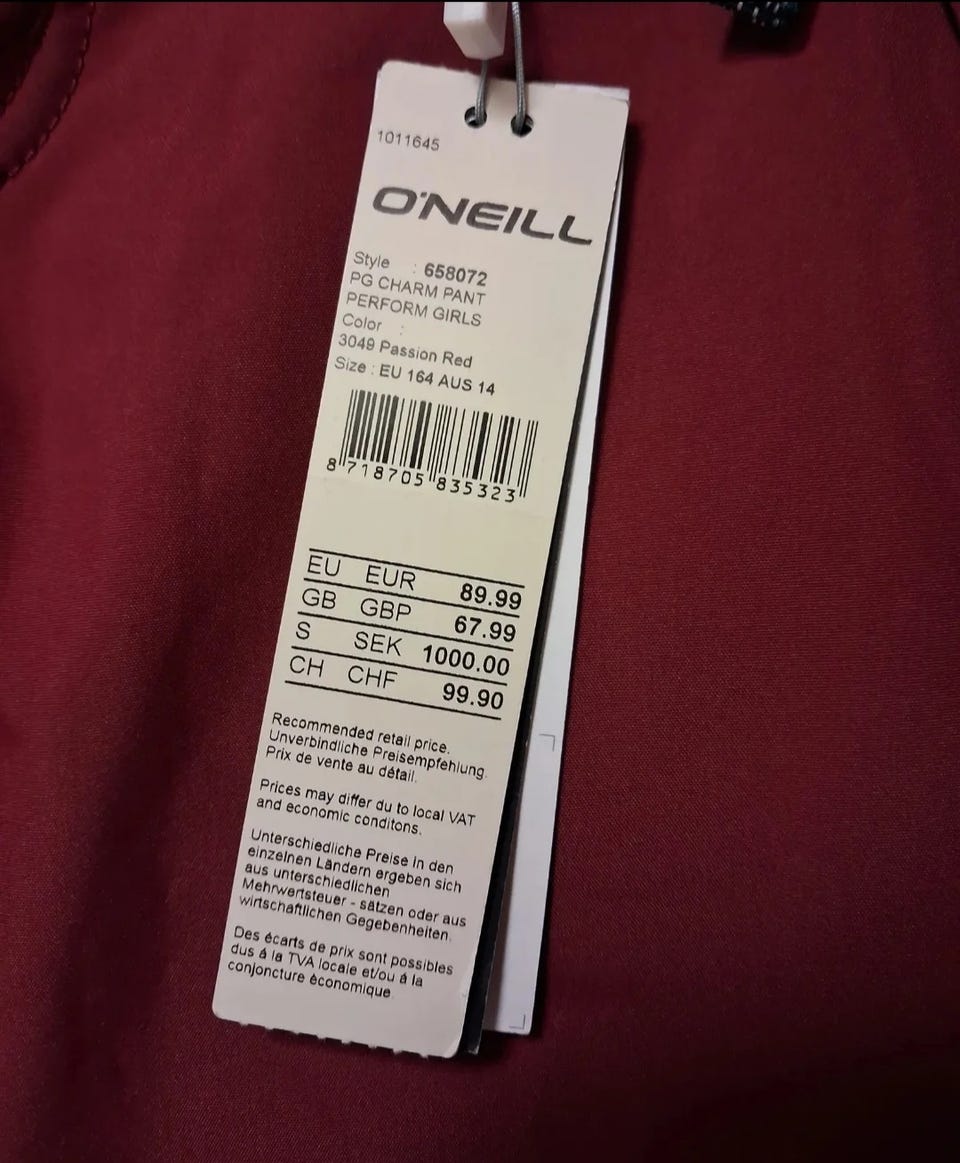 1011645
O'NEILL
Style : 658072
PG CHARM PANT
PERFORM GIRLS
Color :
3049 Passion Red
Size : EU 164 AUS 14
8 718705 835323
EU EUR 89.99
GB GBP 67.99
S SEK 1000.00
CH CHF 99.90
Recommended retail price.
Unverbindliche Preisempfehlung.
Prix de vente au détail.
Prices may differ du to local VAT
and economic conditons.
Unterschiedliche Preise in den
einzelnen Ländern ergeben sich
aus unterschiedlichen
Mehrwertsteuer - sätzen oder aus
wirtschaftlichen Gegebenheiten.
Des écarts de prix sont possibles
dus á la TVA locale et/ou á la
conjoncture économique.